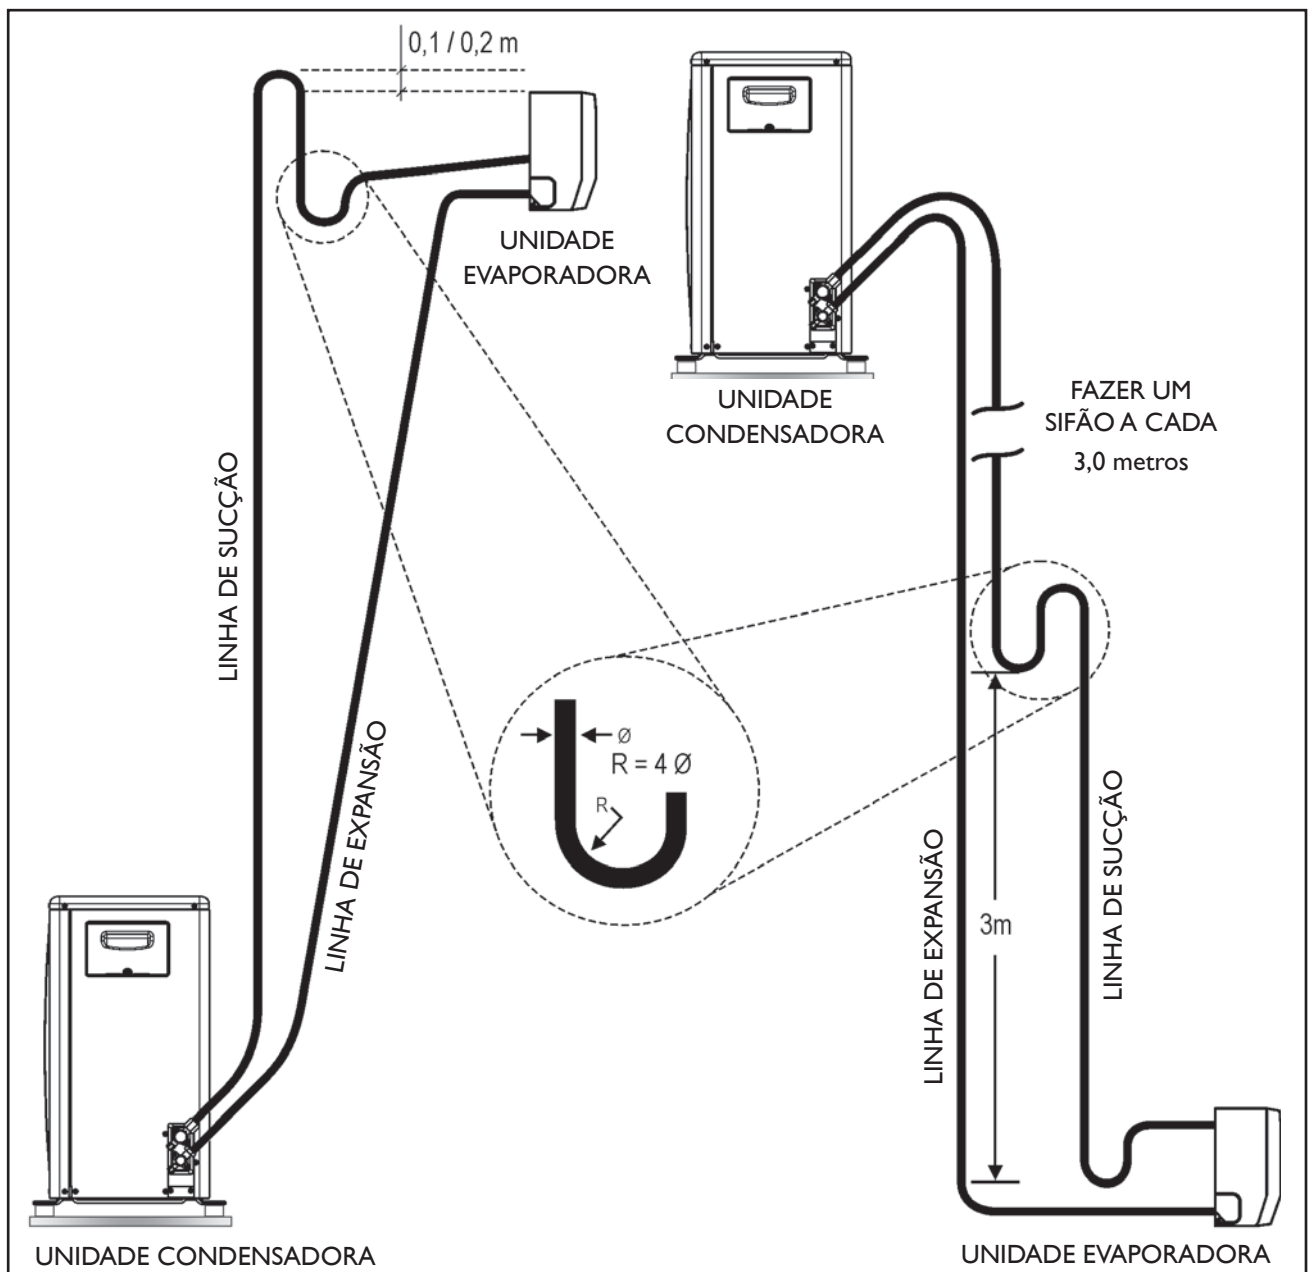 0,1 / 0,2 m
UNIDADE
EVAPORADORA
LINHA DE SUCÇÃO
LINHA DE EXPANSÃO
UNIDADE CONDENSADORA
Ø
R = 4 Ø
R
UNIDADE
CONDENSADORA
FAZER UM
SIFÃO A CADA
3,0 metros
LINHA DE EXPANSÃO
3m
LINHA DE SUCÇÃO
UNIDADE EVAPORADORA